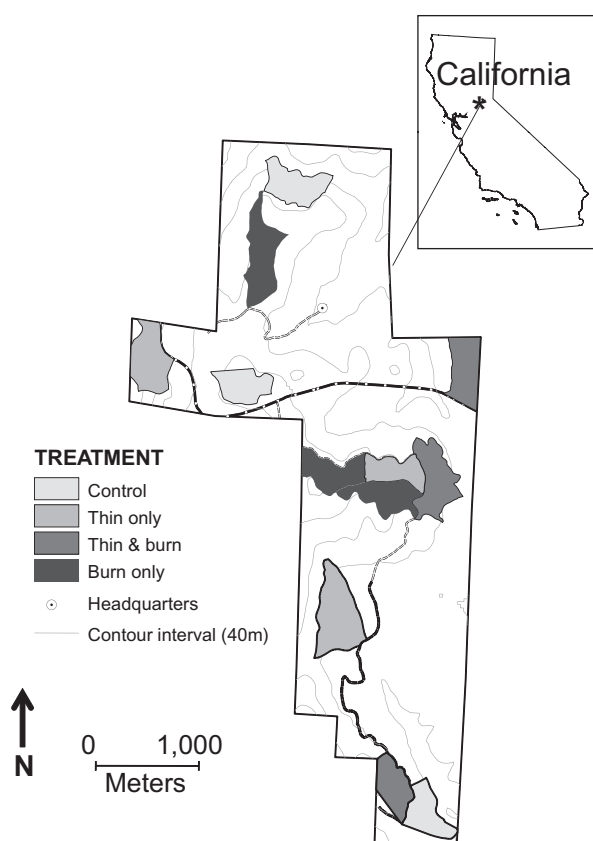 California
TREATMENT
Control
Thin only
Thin & burn
Burn only
Headquarters
Contour interval (40m)
N
0 1,000
Meters